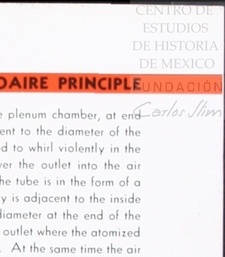 CENTRO DE
ESTUDIOS
DE HISTORIA
DE MEXICO
FUNDACIÓN
Carlos Slim
DAIRE PRINCIPLE
e plenum chamber, at end
ent to the diameter of the
d to whirl violently in the
ver the outlet into the air
he tube is in the form of a
y is adjacent to the inside
diameter at the end of the
outlet where the atomized
. At the same time the air